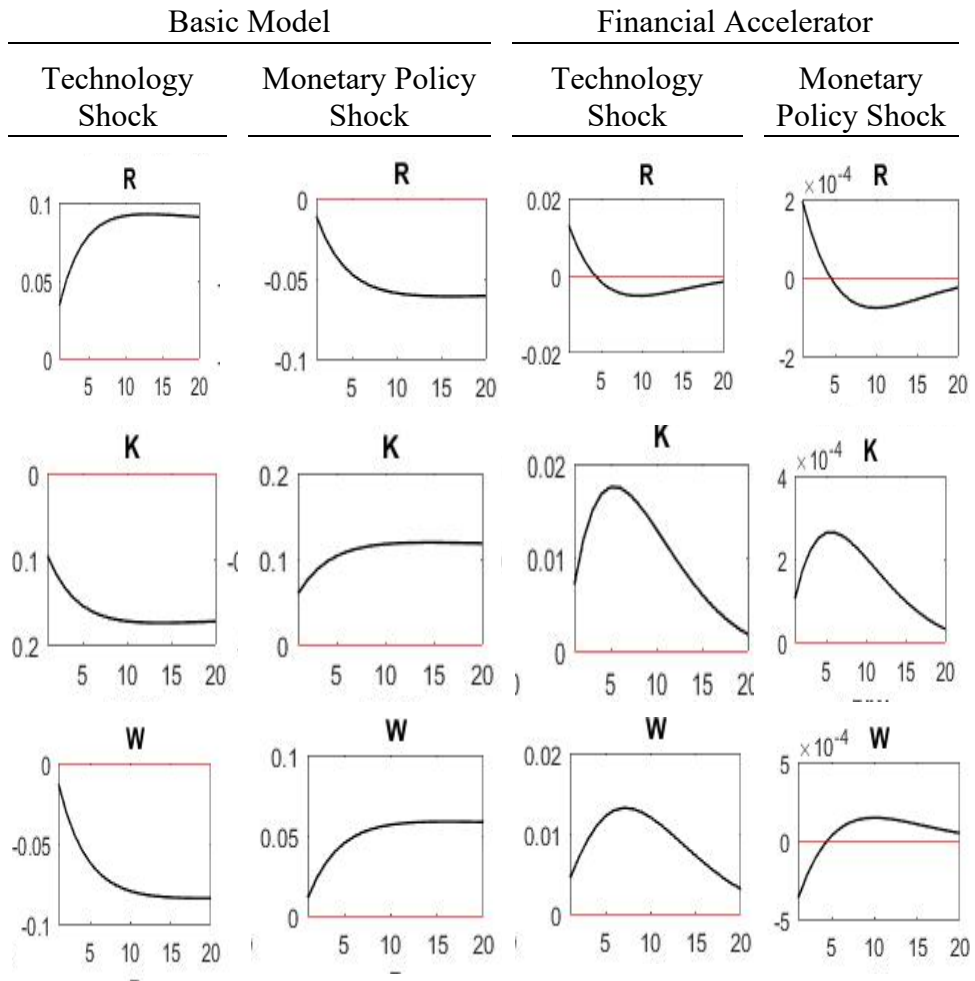 Basic Model Financial Accelerator
Technology Shock Monetary Policy Shock Technology Shock Monetary Policy Shock
R R R ×10⁻⁴ R
0.1 0 0.02 2
0.05 -0.05 0 0
0 -0.1 -0.02 -2
5 10 15 20 5 10 15 20 5 10 15 20 5 10 15 20
K K K ×10⁻⁴ K
0 0.2 0.02 4
0.1 0.1 0.01 2
0.2 0 0 0
5 10 15 20 5 10 15 20 5 10 15 20 5 10 15 20
W W W ×10⁻⁴ W
0 0.1 0.02 5
-0.05 0.05 0.01 0
-0.1 0 0 -5
5 10 15 20 5 10 15 20 5 10 15 20 5 10 15 20